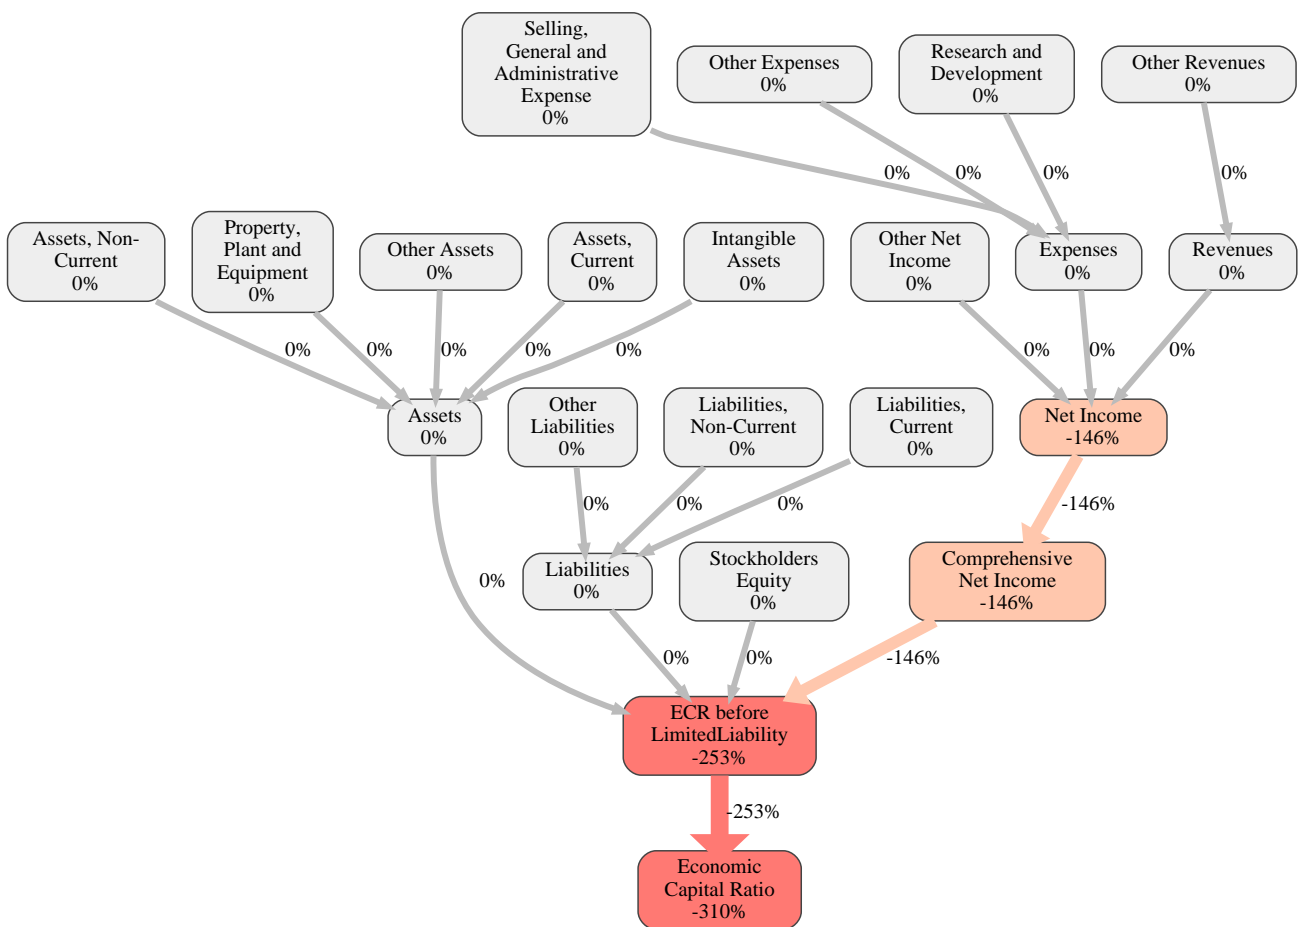 Selling,
General and
Administrative
Expense
0%
Other Expenses
0%
Research and
Development
0%
Other Revenues
0%
0%
0%
0%
0%
Assets, Non-
Current
0%
Property,
Plant and
Equipment
0%
Other Assets
0%
Assets,
Current
0%
Intangible
Assets
0%
Other Net
Income
0%
Expenses
0%
Revenues
0%
0%
0%
0%
0%
0%
0%
0%
0%
Assets
0%
Other
Liabilities
0%
Liabilities,
Non-Current
0%
Liabilities,
Current
0%
Net Income
-146%
0%
0%
0%
-146%
0%
Liabilities
0%
Stockholders
Equity
0%
Comprehensive
Net Income
-146%
0%
0%
-146%
ECR before
LimitedLiability
-253%
-253%
Economic
Capital Ratio
-310%